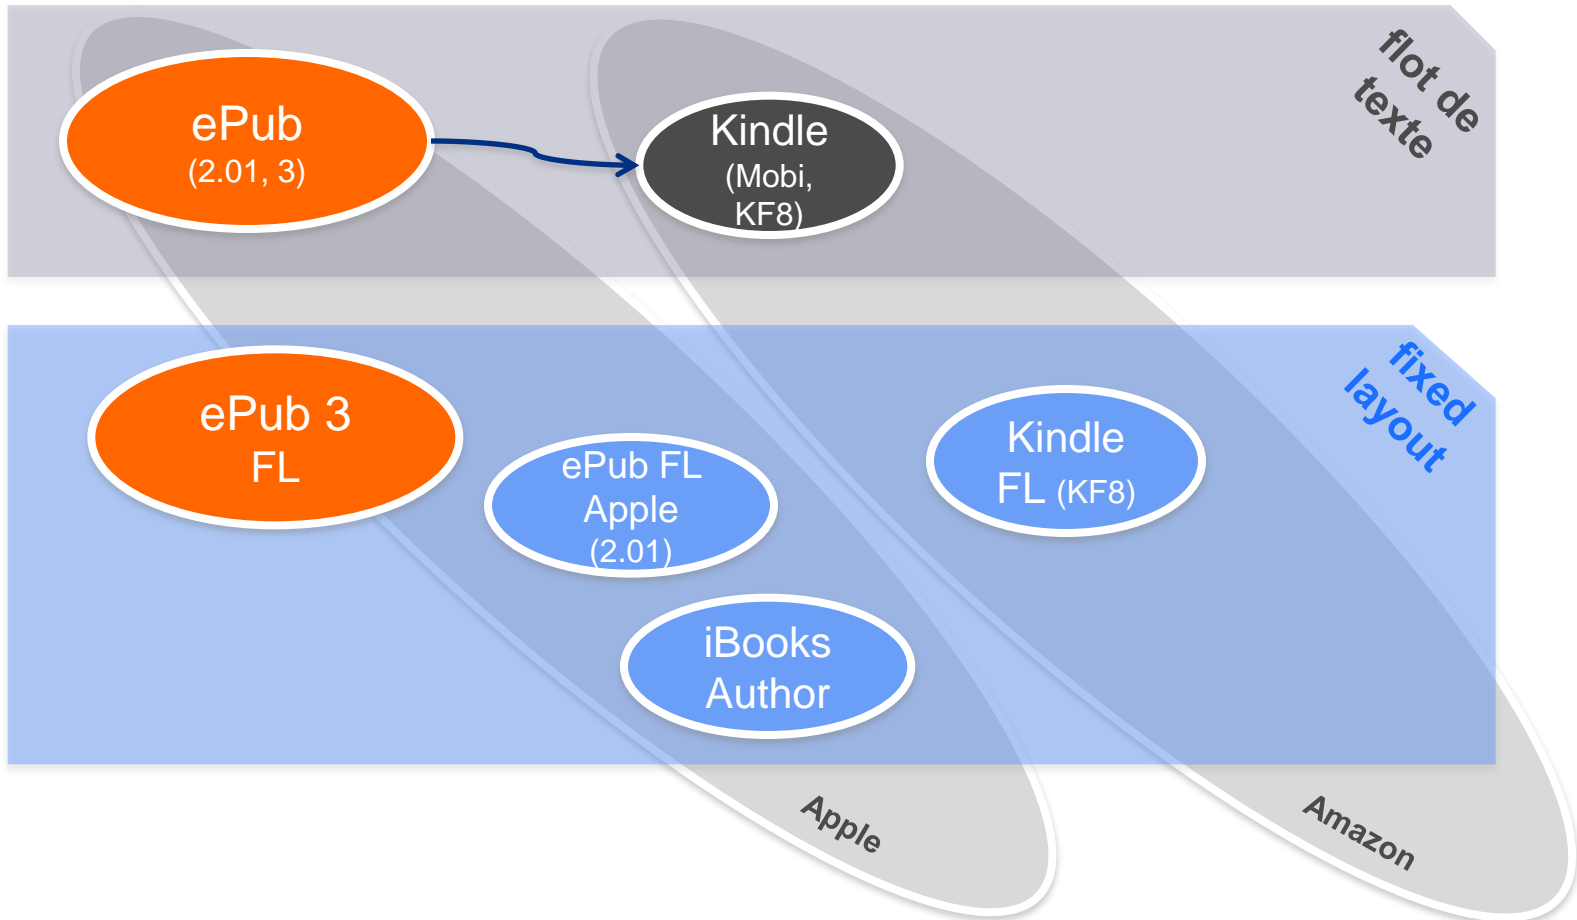 ePub
(2.01, 3)
Kindle
(Mobi,
KF8)
flot de
texte
ePub 3
FL
ePub FL
Apple
(2.01)
iBooks
Author
Kindle
FL (KF8)
fixed
layout
Apple
Amazon